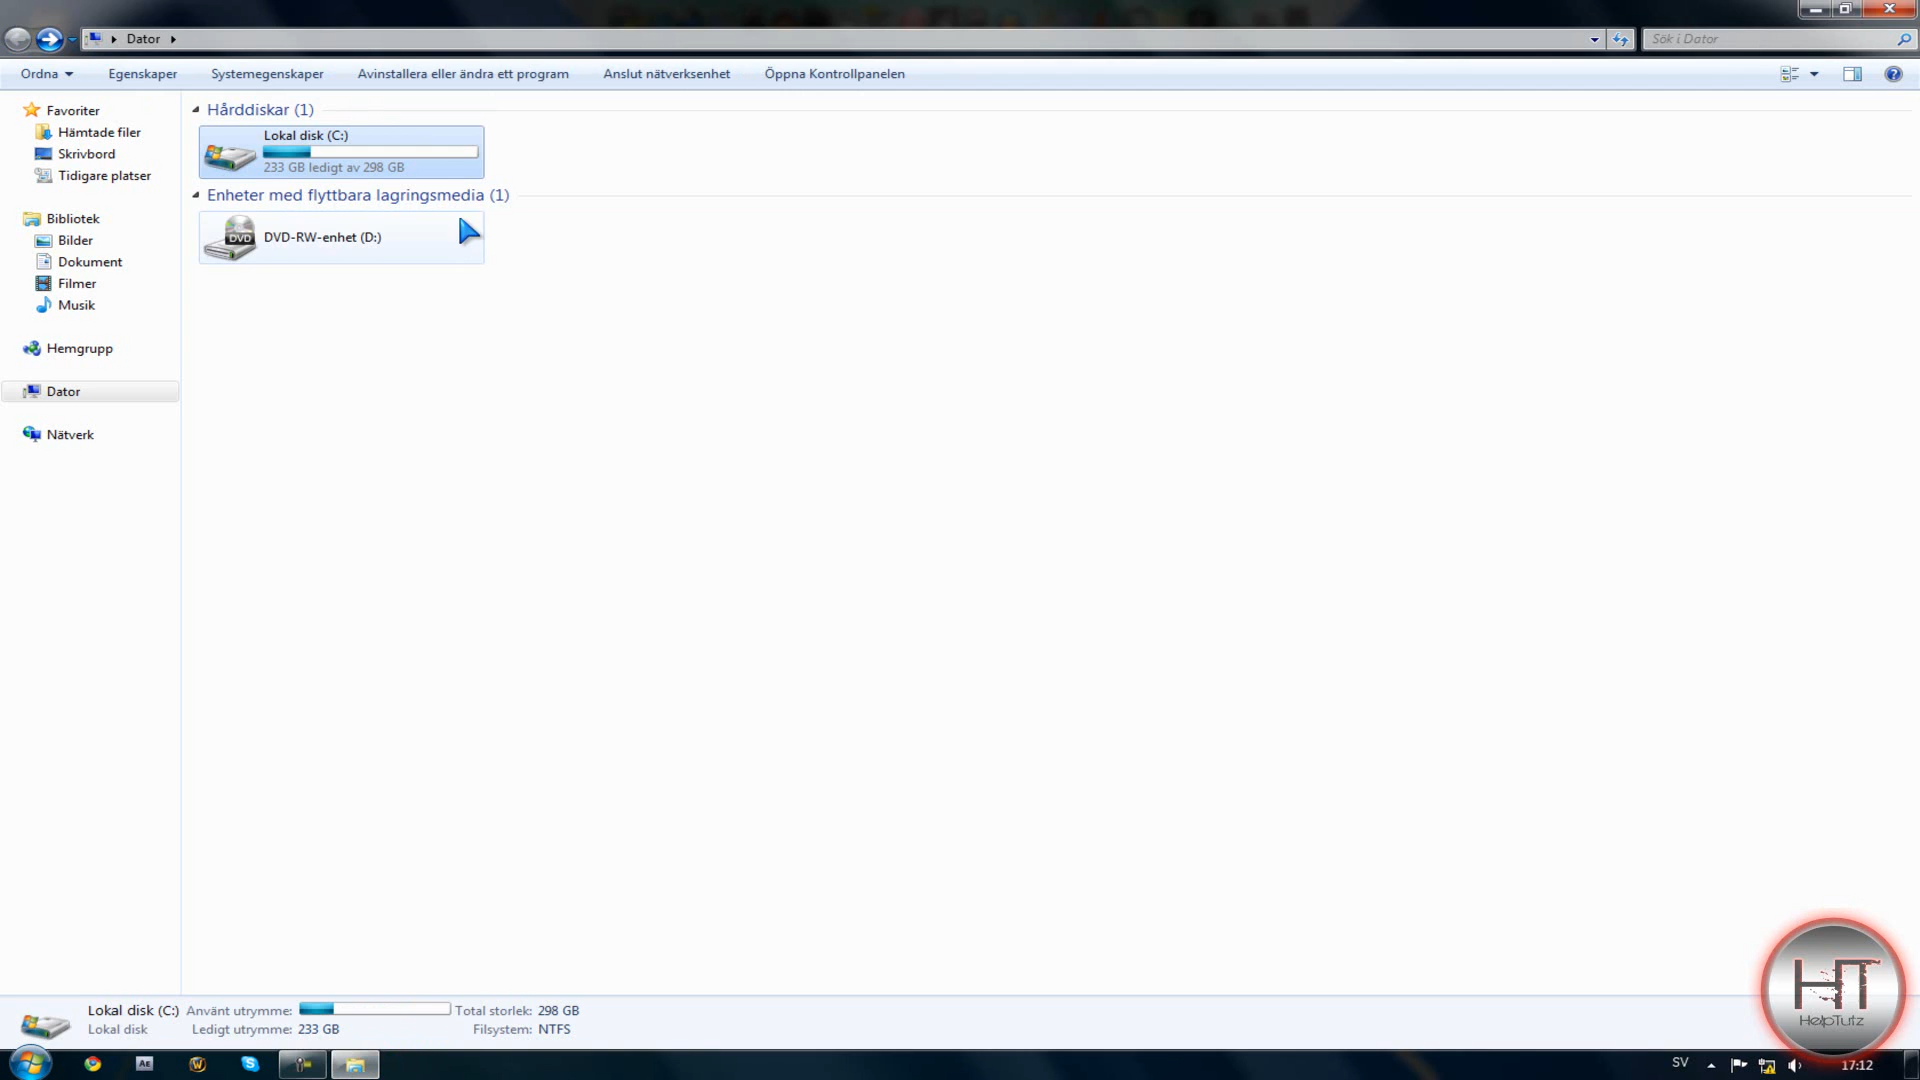 Dator
Sök i Dator
Ordna Egenskaper Systemegenskaper Avinstallera eller ändra ett program Anslut nätverksenhet Öppna Kontrollpanelen
Favoriter
Hämtade filer
Skrivbord
Tidigare platser
Bibliotek
Bilder
Dokument
Filmer
Musik
Hemgrupp
Dator
Nätverk
Hårddiskar (1)
Lokal disk (C:)
233 GB ledigt av 298 GB
Enheter med flyttbara lagringsmedia (1)
DVD
DVD-RW-enhet (D:)
Lokal disk (C:) Använt utrymme: Total storlek: 298 GB
Lokal disk Ledigt utrymme: 233 GB Filsystem: NTFS
HT
HelpTutz
AE
SV
17:12